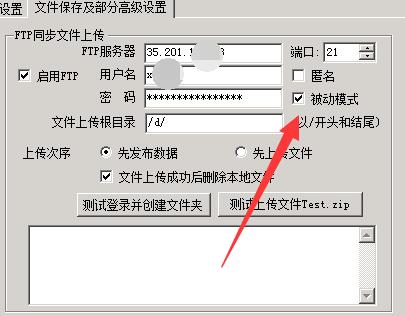 设置 文件保存及部分高级设置
FTP同步文件上传
FTP服务器 35.201. 端口: 21
启用FTP 用户名 x 匿名
密 码 **************** 被动模式
文件上传根目录 /d/ 以/开头和结尾)
上传次序 先发布数据 先上传文件
文件上传成功后删除本地文件
测试登录并创建文件夹 测试上传文件Test.zip